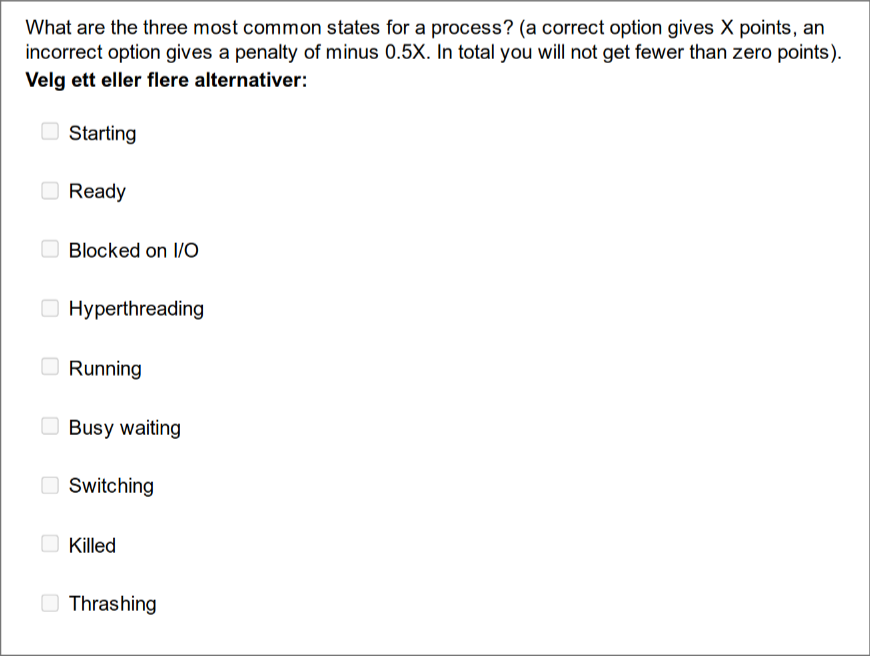 What are the three most common states for a process? (a correct option gives X points, an
incorrect option gives a penalty of minus 0.5X. In total you will not get fewer than zero points).
Velg ett eller flere alternativer:
Starting
Ready
Blocked on I/O
Hyperthreading
Running
Busy waiting
Switching
Killed
Thrashing